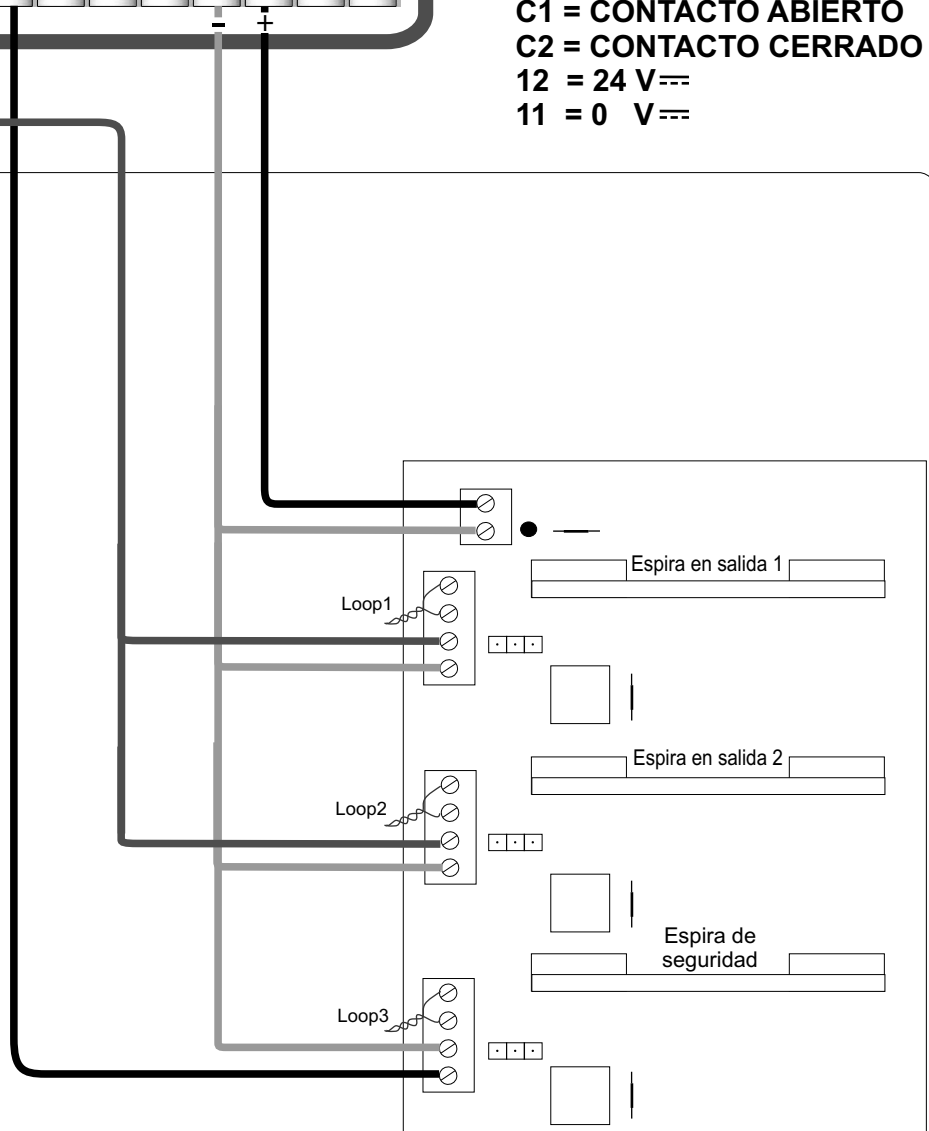 - +
C1 = CONTACTO ABIERTO
C2 = CONTACTO CERRADO
12 = 24 V⎓
11 = 0 V⎓
Espira en salida 1
Loop1
Espira en salida 2
Loop2
Espira de
seguridad
Loop3